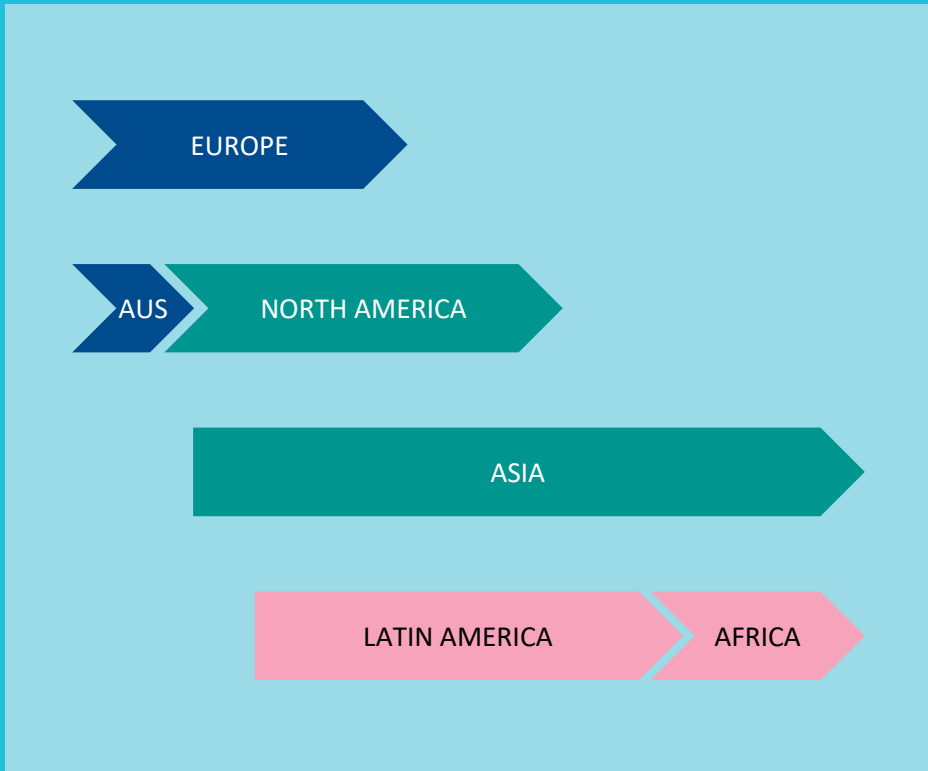 EUROPE
AUS
NORTH AMERICA
ASIA
LATIN AMERICA
AFRICA